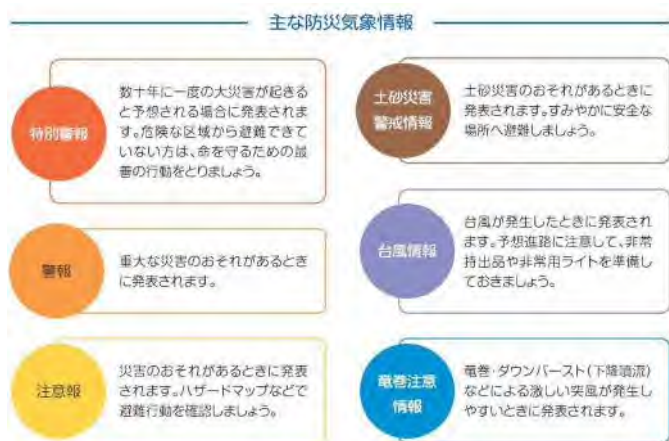 主な防災気象情報
特別警報
数十年に一度の大災害が起きる
と予想される場合に発表されま
す。危険な区域から避難できて
いない方は、命を守るための最
善の行動をとりましょう。
警報
重大な災害のおそれがあるとき
に発表されます。
注意報
災害のおそれがあるときに発表
されます。ハザードマップなどで
避難行動を確認しましょう。
土砂災害
警戒情報
土砂災害のおそれがあるときに
発表されます。すみやかに安全な
場所へ避難しましょう。
台風情報
台風が発生したときに発表され
ます。予想進路に注意して、非常
持出品や非常用ライトを準備し
ておきましょう。
竜巻注意
情報
竜巻・ダウンバースト(下降噴流)
などによる激しい突風が発生し
やすいときに発表されます。